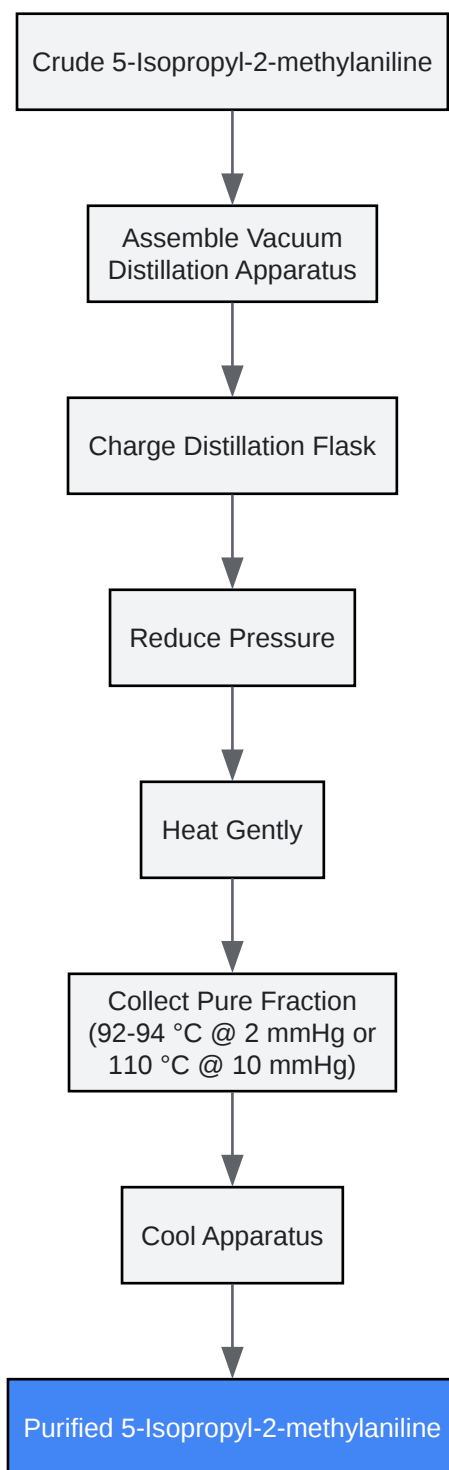 Crude 5-Isopropyl-2-methylaniline
Assemble Vacuum
Distillation Apparatus
Charge Distillation Flask
Reduce Pressure
Heat Gently
Collect Pure Fraction
(92-94 °C @ 2 mmHg or
110 °C @ 10 mmHg)
Cool Apparatus
Purified 5-Isopropyl-2-methylaniline